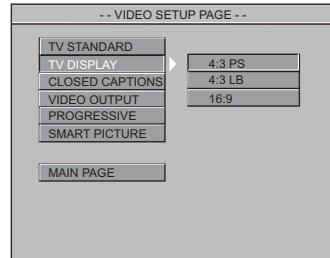 - - VIDEO SETUP PAGE - -
TV STANDARD
TV DISPLAY
CLOSED CAPTIONS
VIDEO OUTPUT
PROGRESSIVE
SMART PICTURE
MAIN PAGE
4:3 PS
4:3 LB
16:9